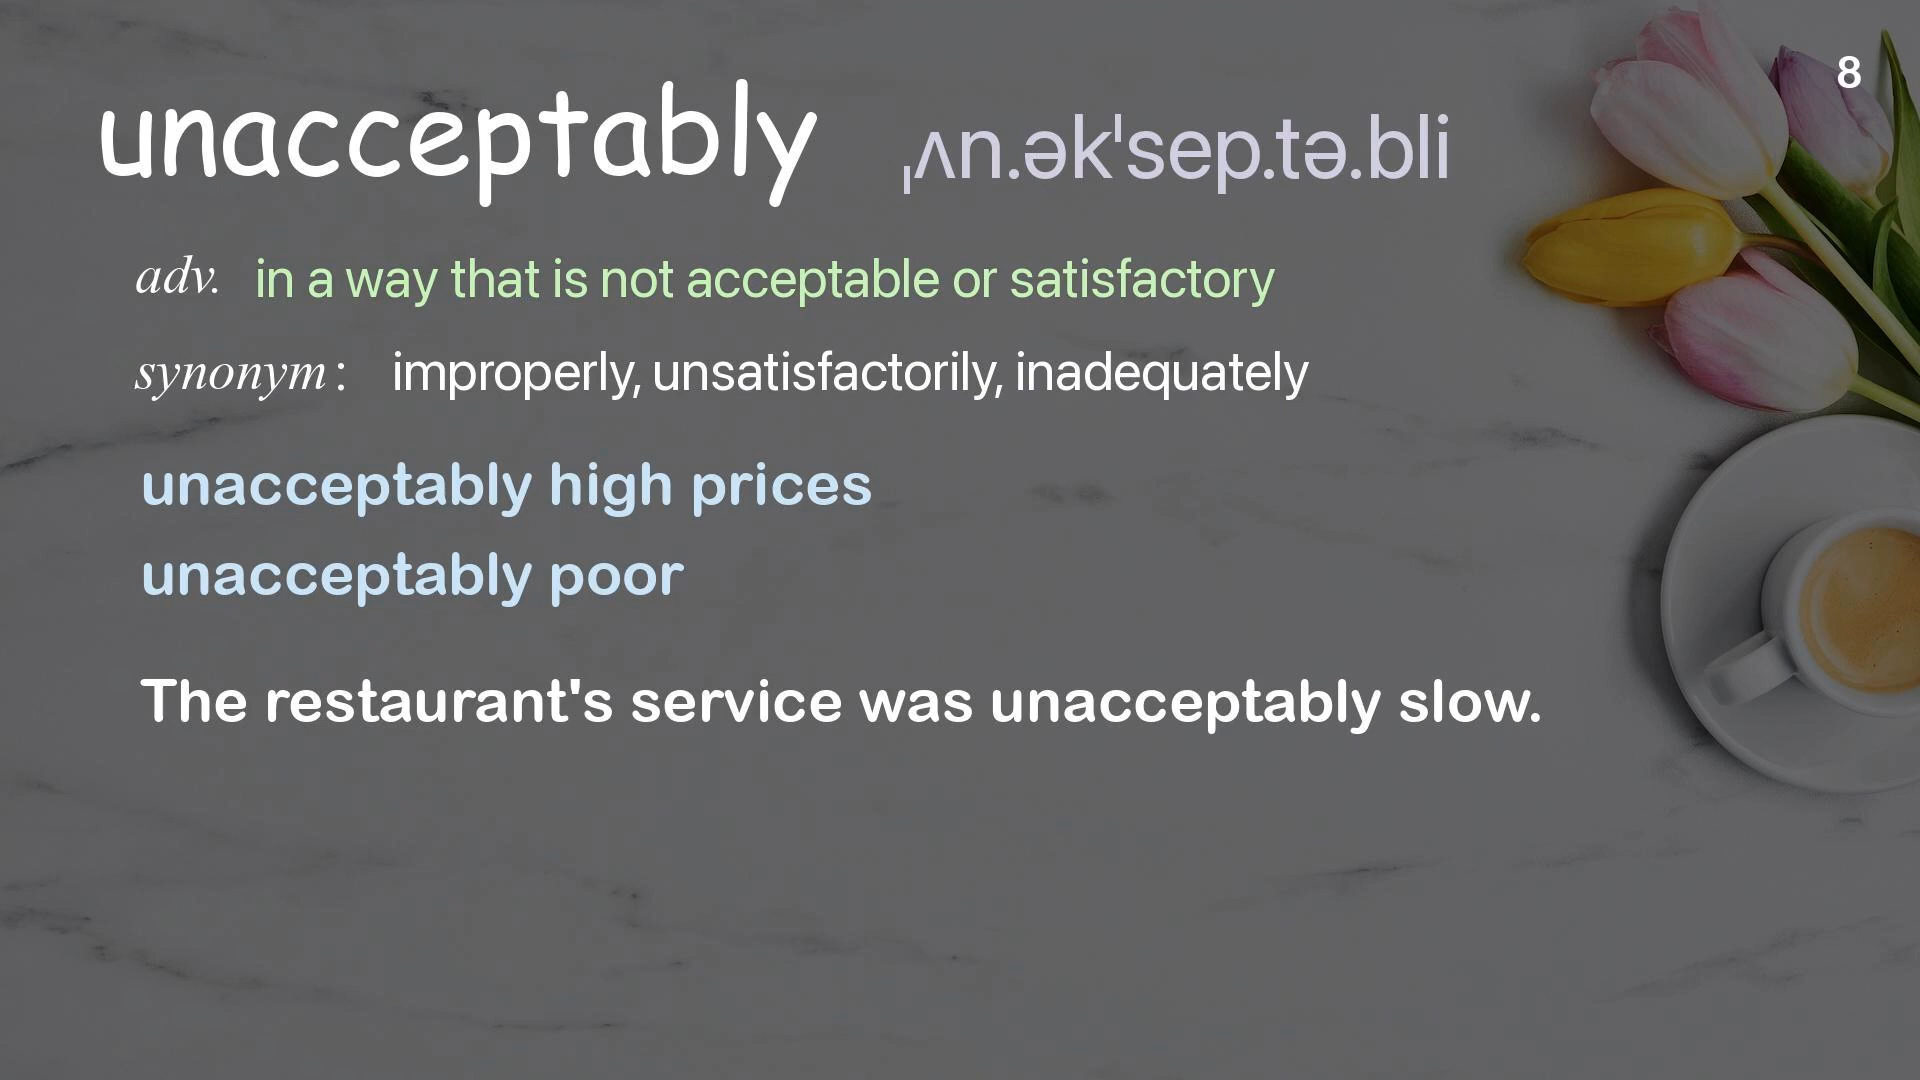 8
unacceptably ˌʌn.əkˈsep.tə.bli
adv. in a way that is not acceptable or satisfactory
synonym : improperly, unsatisfactorily, inadequately
unacceptably high prices
unacceptably poor
The restaurant's service was unacceptably slow.